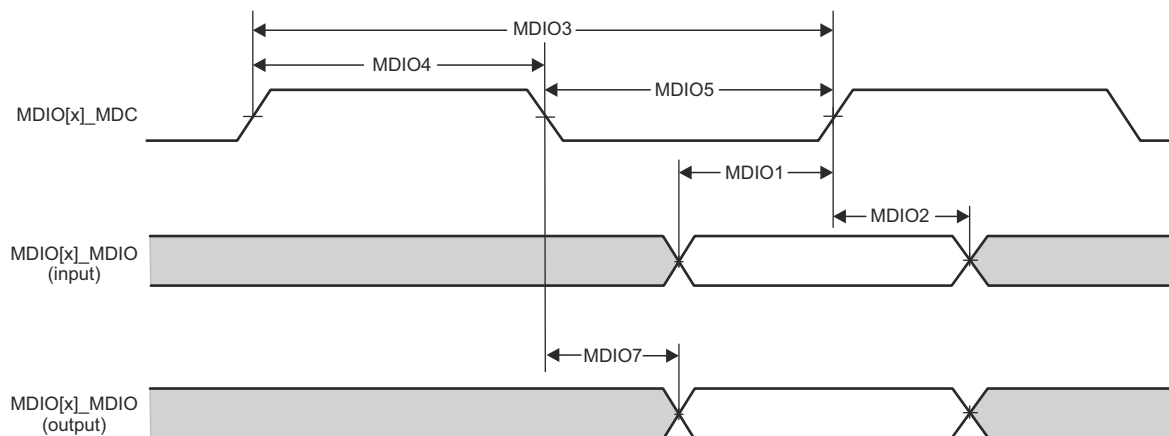 MDIO3
MDIO4
MDIO5
MDIO[x]_MDC
MDIO1
MDIO2
MDIO[x]_MDIO
(input)
MDIO7
MDIO[x]_MDIO
(output)